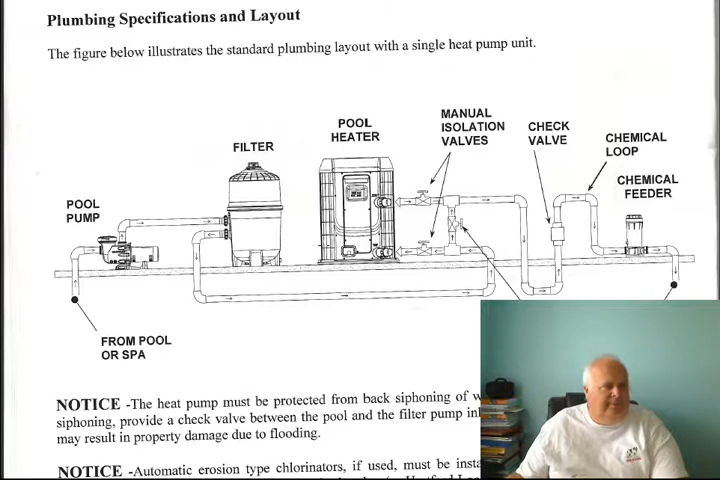 Plumbing Specifications and Layout
The figure below illustrates the standard plumbing layout with a single heat pump unit.
MANUAL
ISOLATION
VALVES
POOL
HEATER
CHECK
VALVE
CHEMICAL
LOOP
FILTER
CHEMICAL
FEEDER
POOL
PUMP
FROM POOL
OR SPA
NOTICE -The heat pump must be protected from back siphoning of
siphoning, provide a check valve between the pool and the filter pump
may result in property damage due to flooding.
NOTICE -Automatic erosion type chlorinators, if used, must be